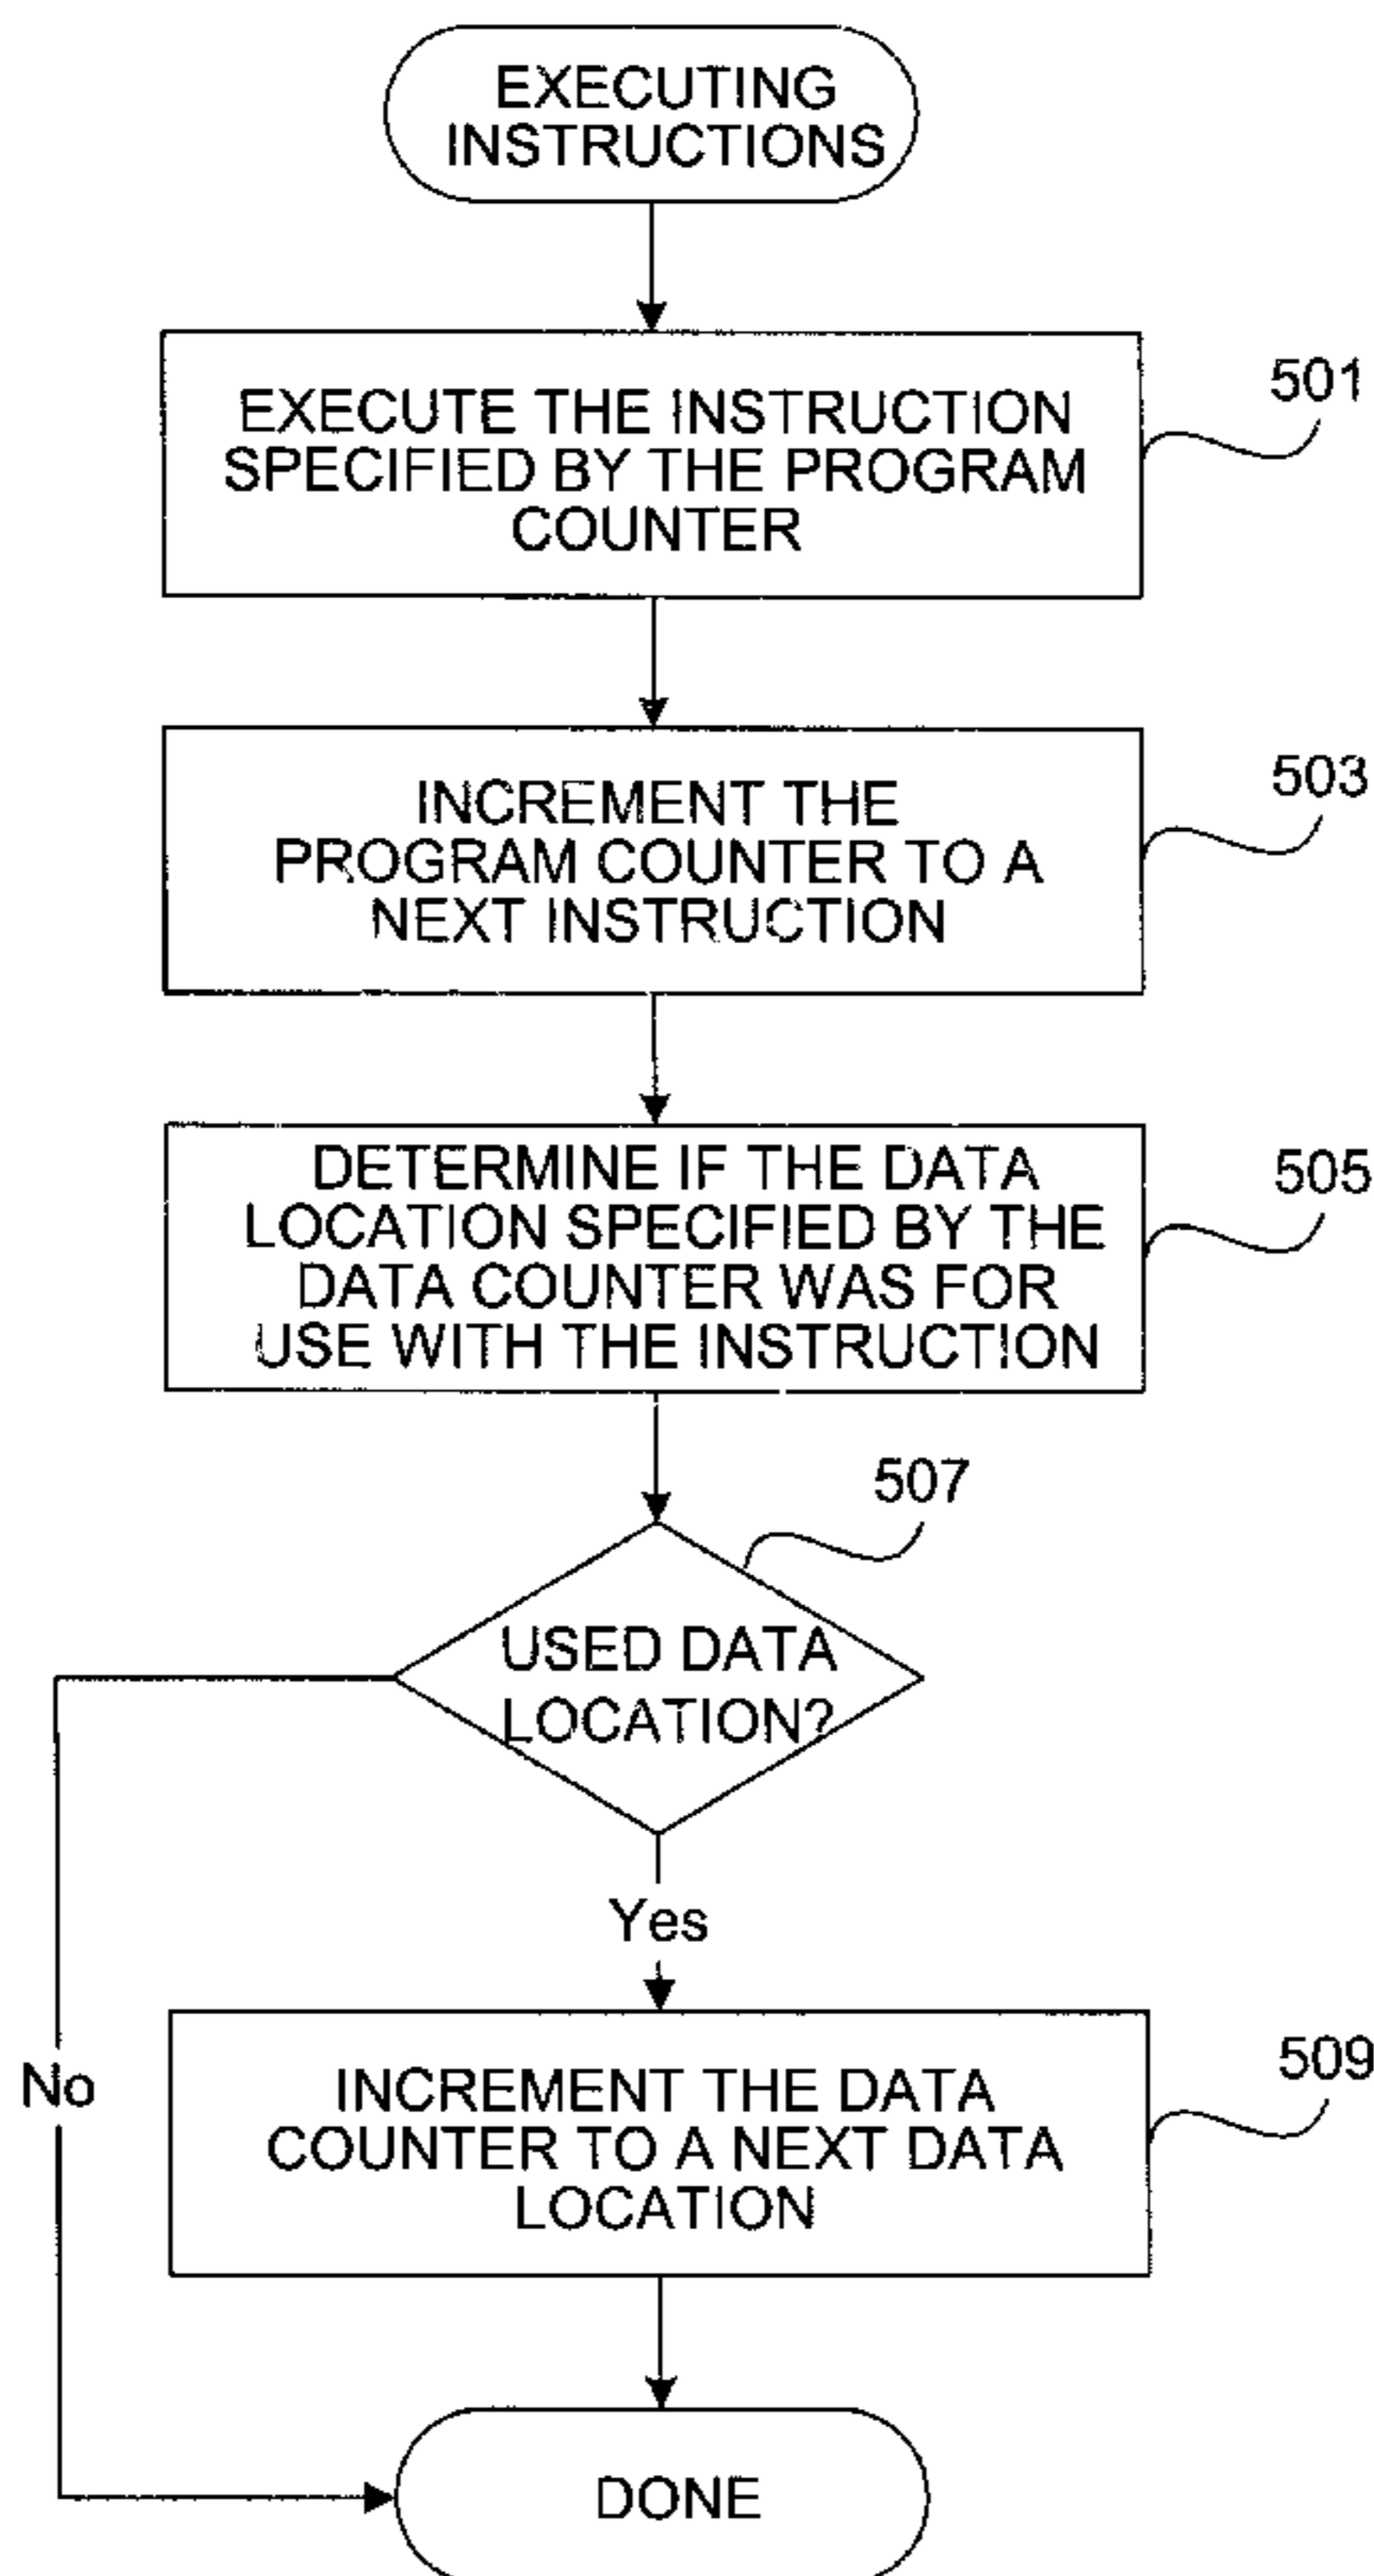 EXECUTING
INSTRUCTIONS
EXECUTE THE INSTRUCTION
SPECIFIED BY THE PROGRAM
COUNTER
501
INCREMENT THE
PROGRAM COUNTER TO A
NEXT INSTRUCTION
503
DETERMINE IF THE DATA
LOCATION SPECIFIED BY THE
DATA COUNTER WAS FOR
USE WITH THE INSTRUCTION
505
507
USED DATA
LOCATION?
Yes
No
INCREMENT THE DATA
COUNTER TO A NEXT DATA
LOCATION
509
DONE